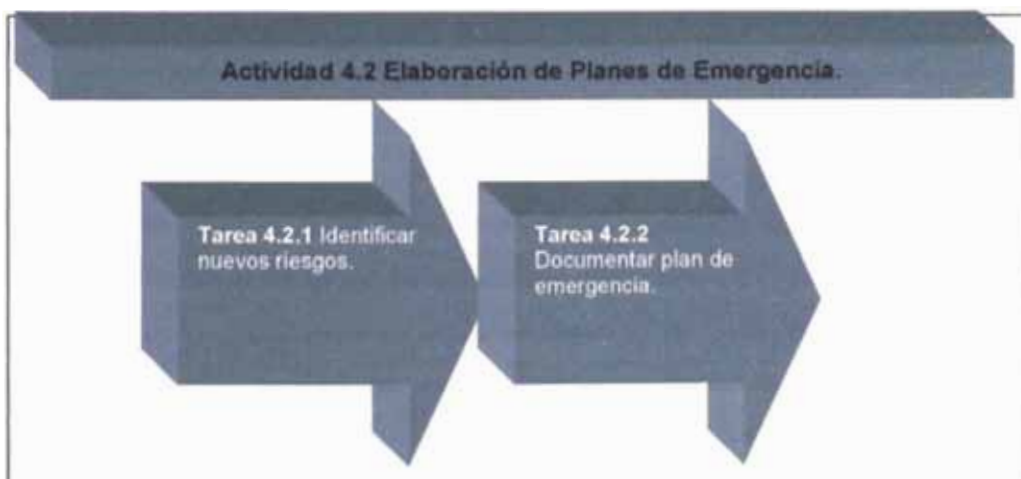 Actividad 4.2 Elaboración de Planes de Emergencia.
Tarea 4.2.1 Identificar
nuevos riesgos.
Tarea 4.2.2
Documentar plan de
emergencia.